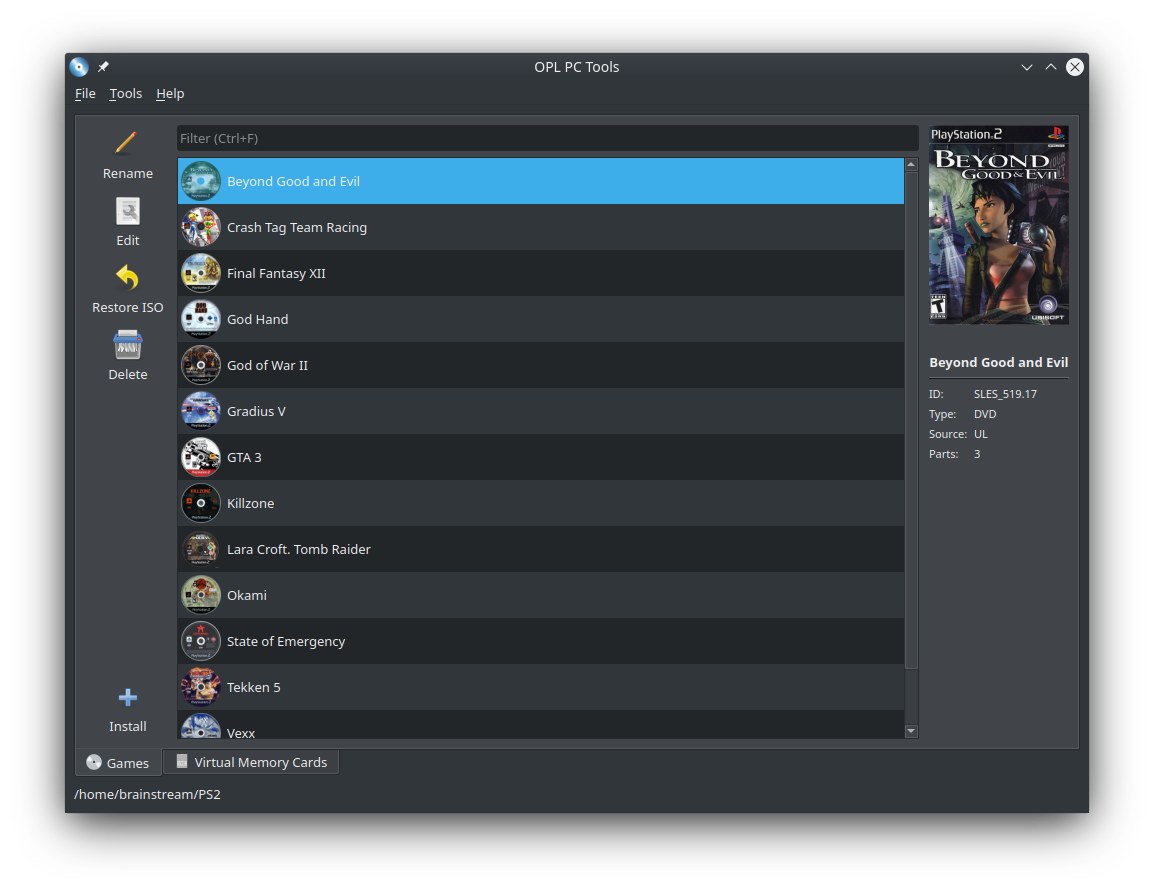 OPL PC Tools
File Tools Help
Rename
Edit
Restore ISO
Delete
Install
Filter (Ctrl+F)
Beyond Good and Evil
Crash Tag Team Racing
Final Fantasy XII
God Hand
God of War II
Gradius V
GTA 3
Killzone
Lara Croft. Tomb Raider
Okami
State of Emergency
Tekken 5
Vexx
PlayStation.2
BEYOND
GOOD & EVIL
TEEN
T
UBISOFT
Beyond Good and Evil
ID: SLES_519.17
Type: DVD
Source: UL
Parts: 3
Games Virtual Memory Cards
/home/brainstream/PS2